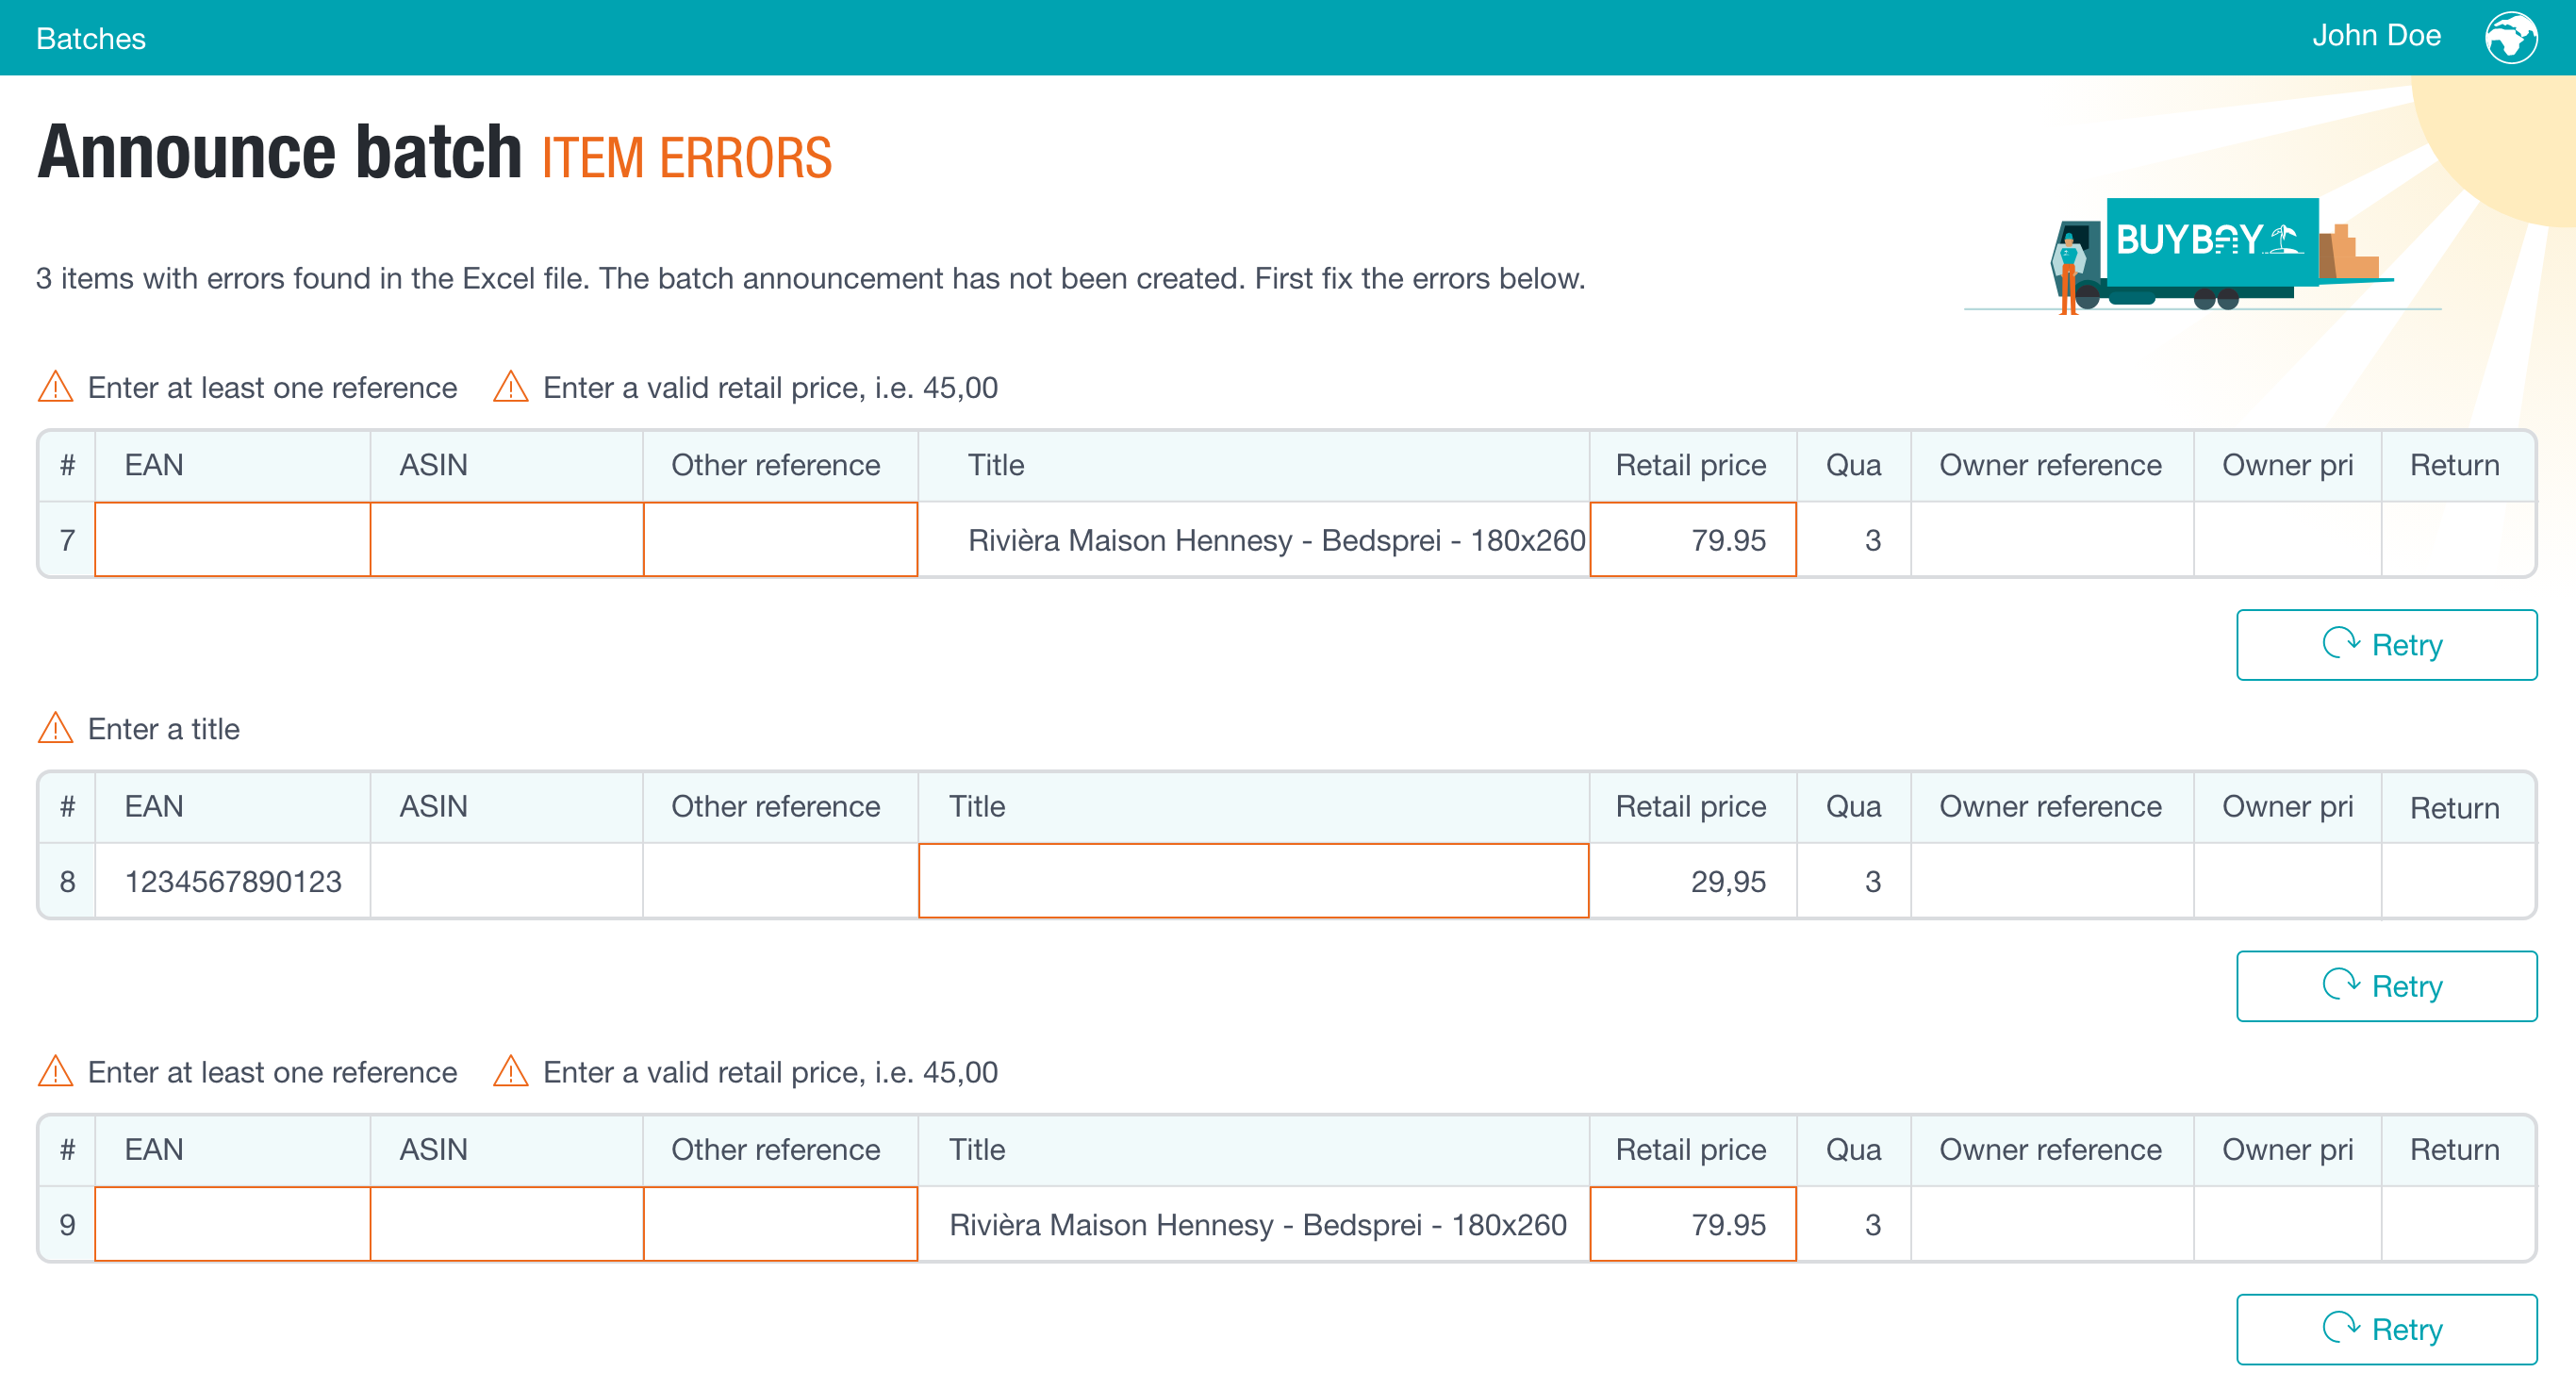 Batches
John Doe
Announce batch ITEM ERRORS
BUYBAY
3 items with errors found in the Excel file. The batch announcement has not been created. First fix the errors below.
Enter at least one reference Enter a valid retail price, i.e. 45,00
# EAN ASIN Other reference Title Retail price Qua Owner reference Owner pri Return
7 Rivièra Maison Hennesy - Bedsprei - 180x260 79.95 3
Retry
Enter a title
# EAN ASIN Other reference Title Retail price Qua Owner reference Owner pri Return
8 1234567890123 29,95 3
Retry
Enter at least one reference Enter a valid retail price, i.e. 45,00
# EAN ASIN Other reference Title Retail price Qua Owner reference Owner pri Return
9 Rivièra Maison Hennesy - Bedsprei - 180x260 79.95 3
Retry